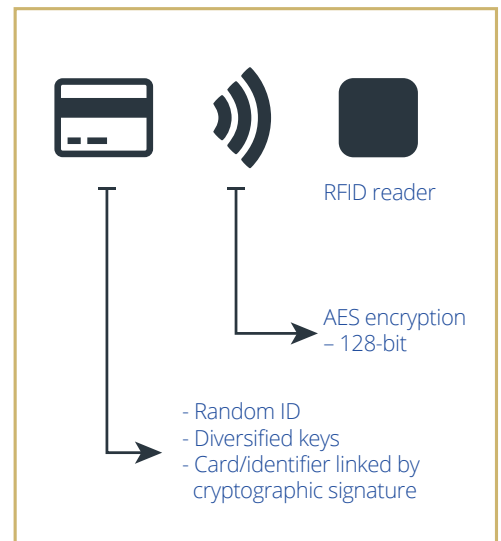 RFID reader
AES encryption
– 128-bit
- Random ID
- Diversified keys
- Card/identifier linked by
cryptographic signature